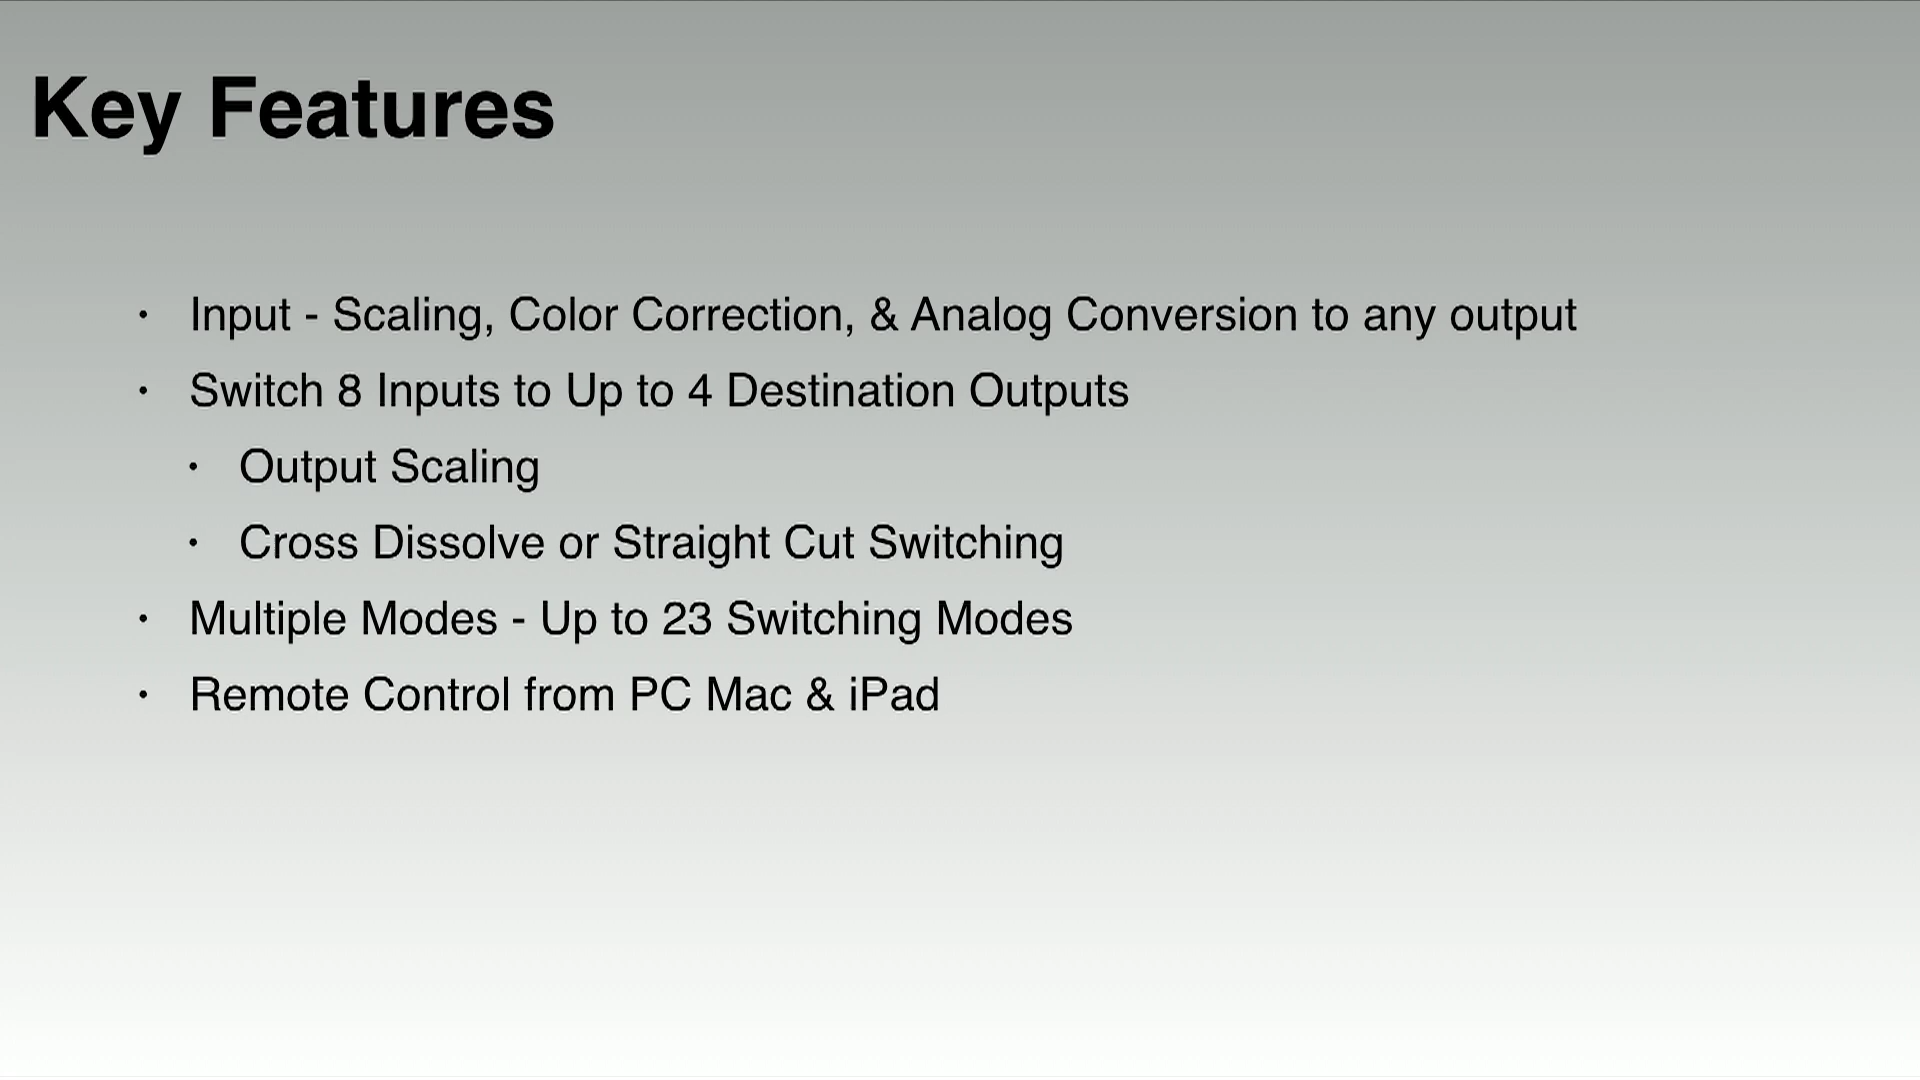 Key Features
• Input - Scaling, Color Correction, & Analog Conversion to any output
• Switch 8 Inputs to Up to 4 Destination Outputs
• Output Scaling
• Cross Dissolve or Straight Cut Switching
• Multiple Modes - Up to 23 Switching Modes
• Remote Control from PC Mac & iPad